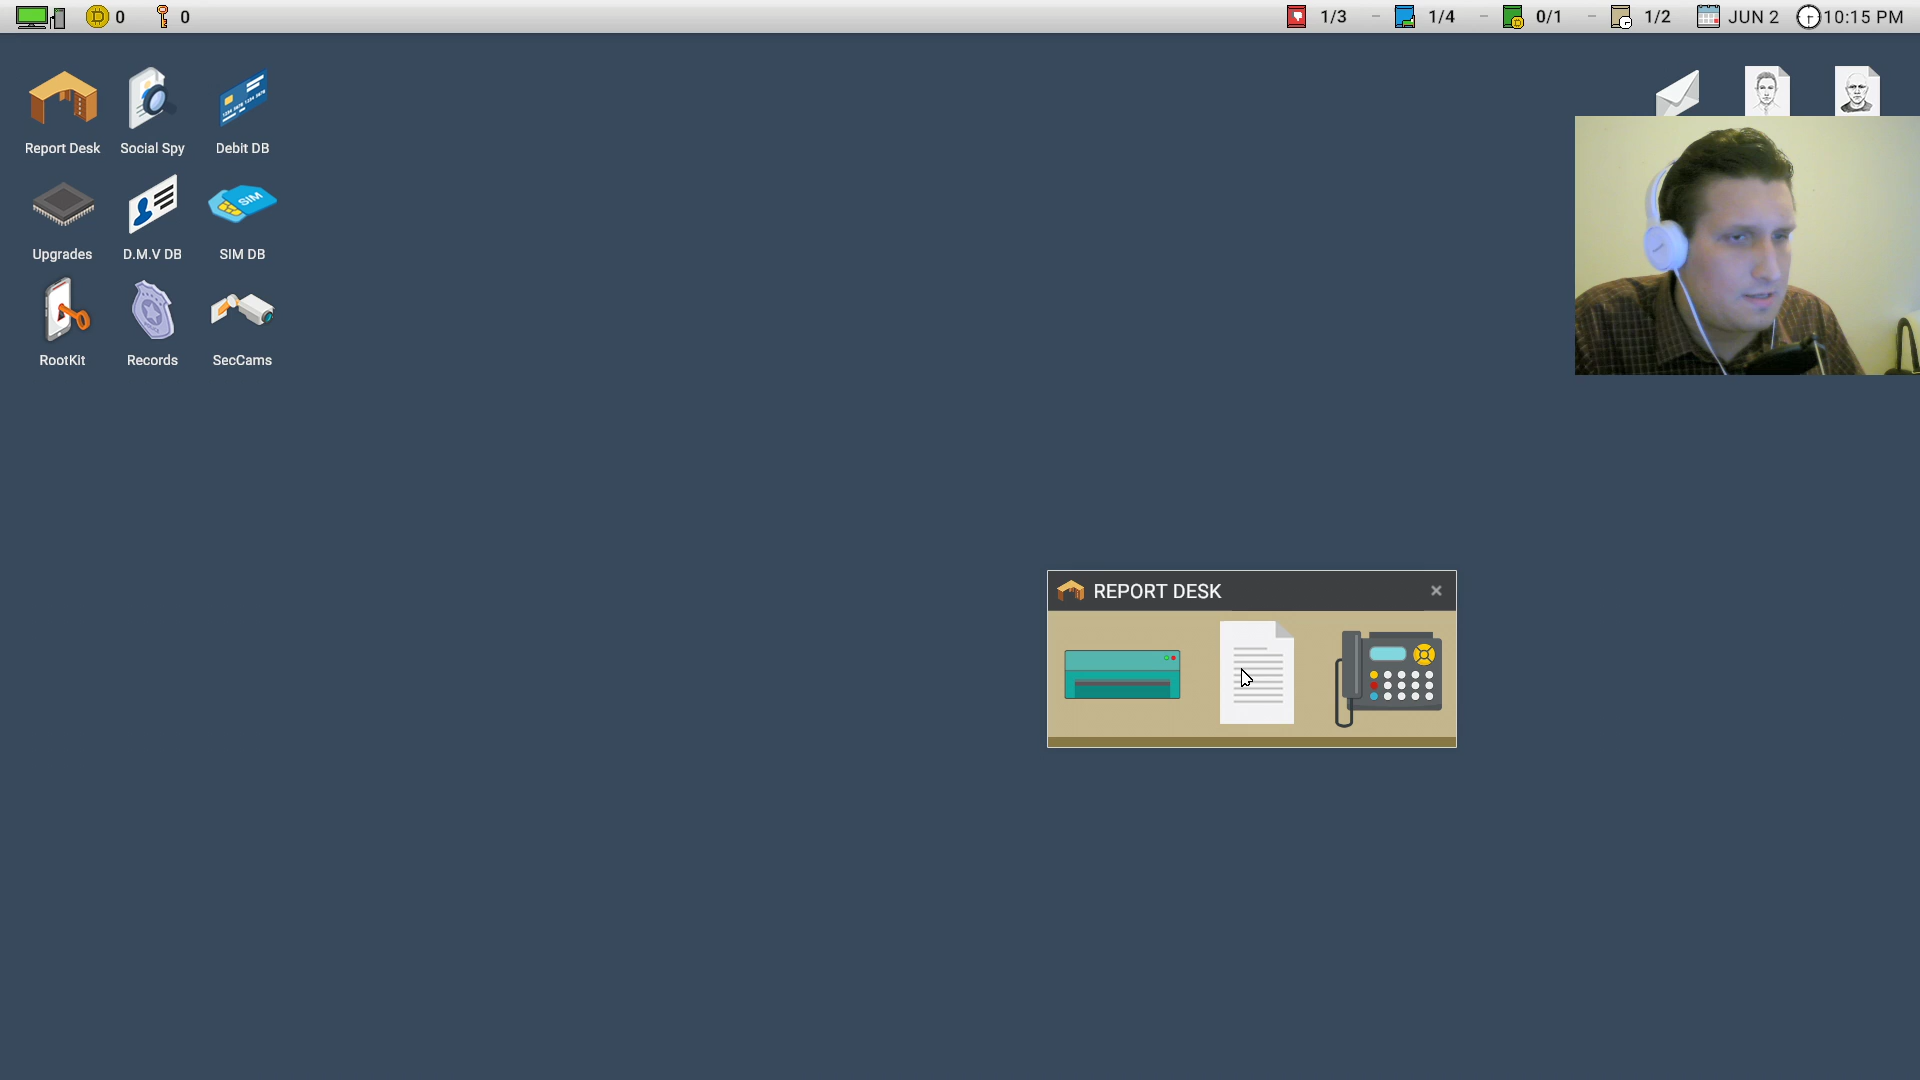 0 0 1/3 - 1/4 - 0/1 - 1/2 JUN 2 10:15 PM
Report Desk Social Spy Debit DB
Upgrades D.M.V DB SIM DB
SIM
RootKit Records SecCams
REPORT DESK ×